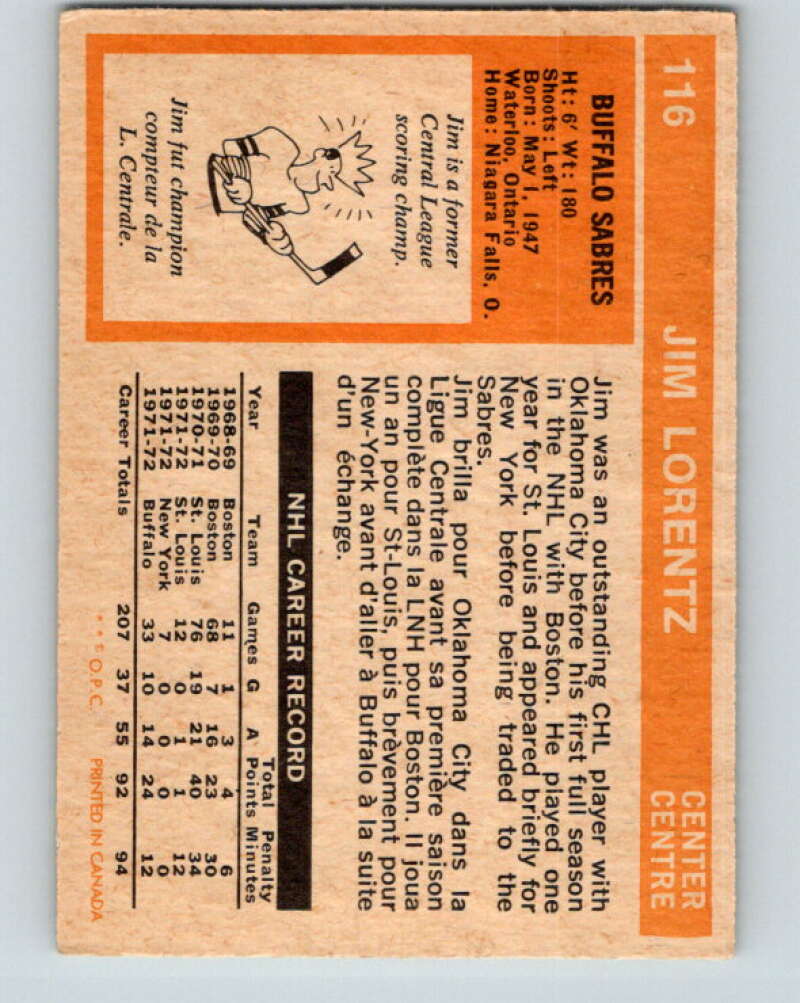 116 JIM LORENTZ CENTER
CENTRE
BUFFALO SABRES
Ht: 6' Wt: 180
Shoots: Left
Born: May 1, 1947
Waterloo, Ontario
Home: Niagara Falls, O.
Jim is a former
Central League
scoring champ.
Jim fut champion
compteur de la
L. Centrale.
Jim was an outstanding CHL player with
Oklahoma City before his first full season
in the NHL with Boston. He played one
year for St. Louis and appeared briefly for
New York before being traded to the
Sabres.
Jim brilla pour Oklahoma City dans la
Ligue Centrale avant sa première saison
complète dans la LNH pour Boston. Il joua
un an pour St-Louis, puis brèvement pour
New-York avant d'aller à Buffalo à la suite
d'un échange.
NHL CAREER RECORD
Total Penalty
Year Team Games G A Points Minutes
1968-69 Boston 11 1 3 4 6
1969-70 Boston 68 7 16 23 30
1970-71 St. Louis 76 19 21 40 34
1971-72 St. Louis 12 0 1 1 12
1971-72 New York 7 0 0 0 0
1971-72 Buffalo 33 10 14 24 12
Career Totals 207 37 55 92 94
* * © O.P.C. PRINTED IN CANADA